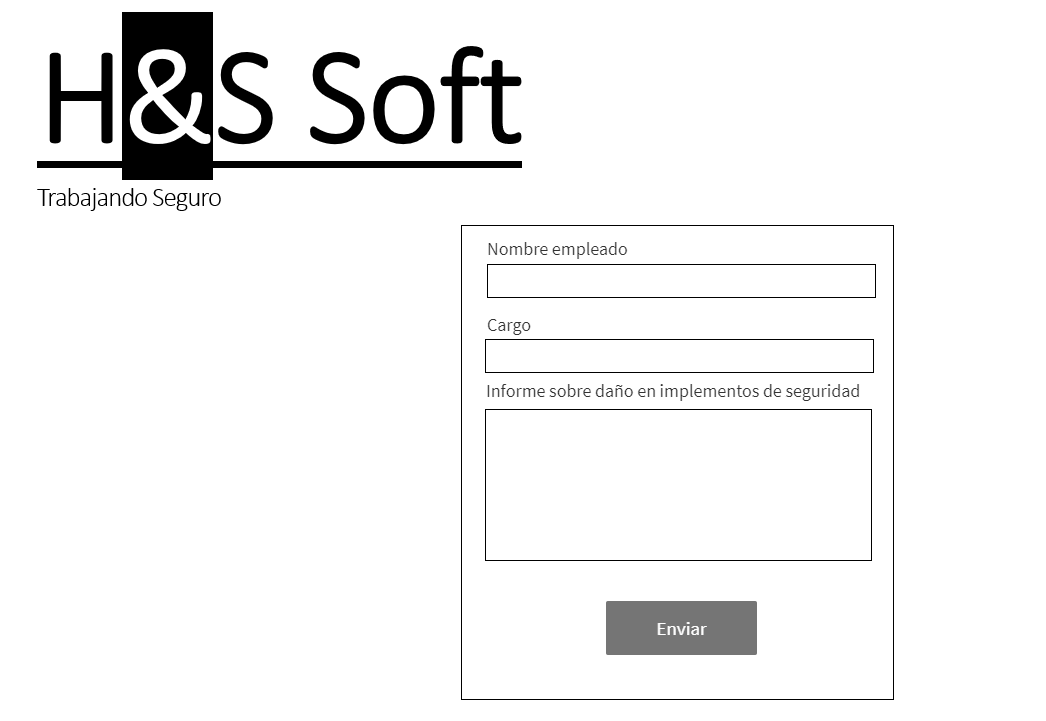 H&S Soft
Trabajando Seguro
Nombre empleado
Cargo
Informe sobre daño en implementos de seguridad
Enviar